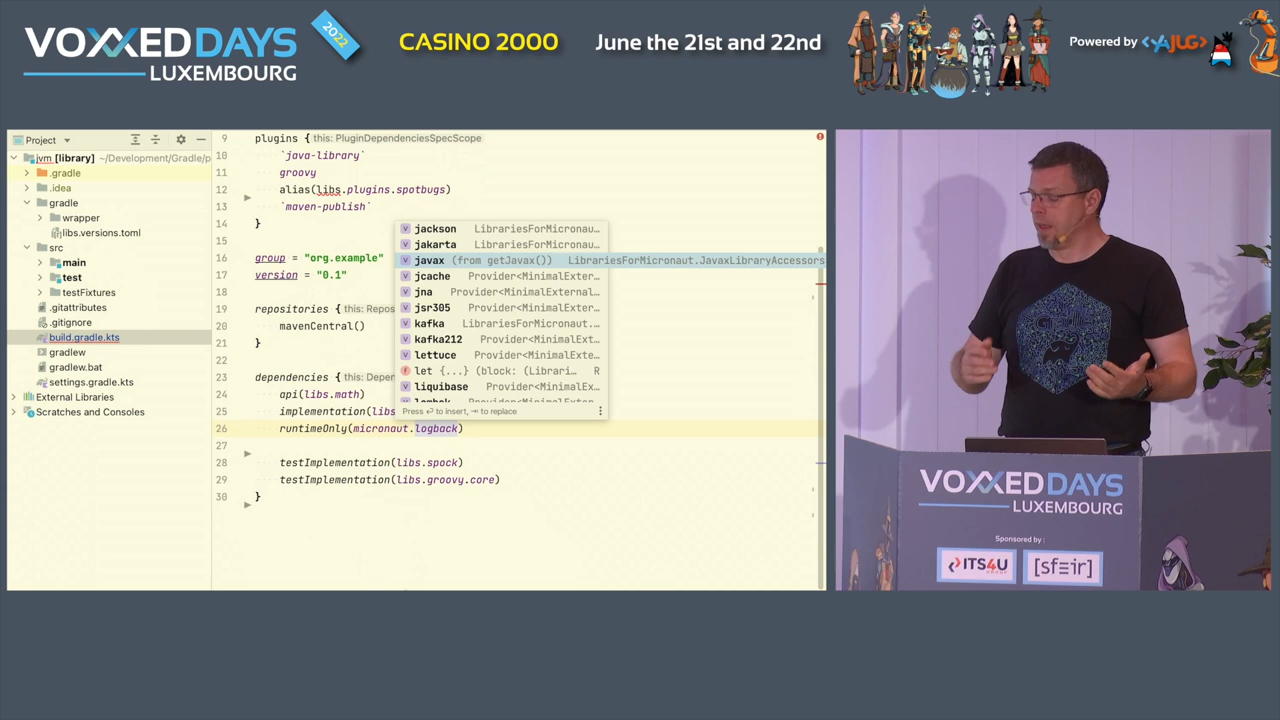 VOXXED DAYS
LUXEMBOURG
2022
CASINO 2000
June the 21st and 22nd
Powered by <YAJUG>
Project
jvm [library] ~/Development/Gradle/p
.gradle
.idea
gradle
wrapper
libs.versions.toml
src
main
test
testFixtures
.gitattributes
.gitignore
build.gradle.kts
gradlew
gradlew.bat
settings.gradle.kts
External Libraries
Scratches and Consoles
9 plugins { this: PluginDependenciesSpecScope
10 `java-library`
11 groovy
12 alias(libs.plugins.spotbugs)
13 `maven-publish`
14 }
15
16 group = "org.example"
17 version = "0.1"
18
19 repositories { this: Repos
20 mavenCentral()
21 }
22
23 dependencies { this: Deper
24 api(libs.math)
25 implementation(libs
26 runtimeOnly(micronaut.logback)
27
28 testImplementation(libs.spock)
29 testImplementation(libs.groovy.core)
30 }
jackson LibrariesForMicronau…
jakarta LibrariesForMicronau…
javax (from getJavax()) LibrariesForMicronaut.JavaxLibraryAccessors
jcache Provider<MinimalExter…
jna Provider<MinimalExternal…
jsr305 Provider<MinimalExter…
kafka LibrariesForMicronaut.…
kafka212 Provider<MinimalExt…
lettuce Provider<MinimalExte…
let {...} (block: (Librari… R
liquibase Provider<MinimalEx…
Press ↩ to insert, ⇥ to replace
VOXXED DAYS
LUXEMBOURG
Sponsored by :
ITS4U
GROUP
[sfeir]